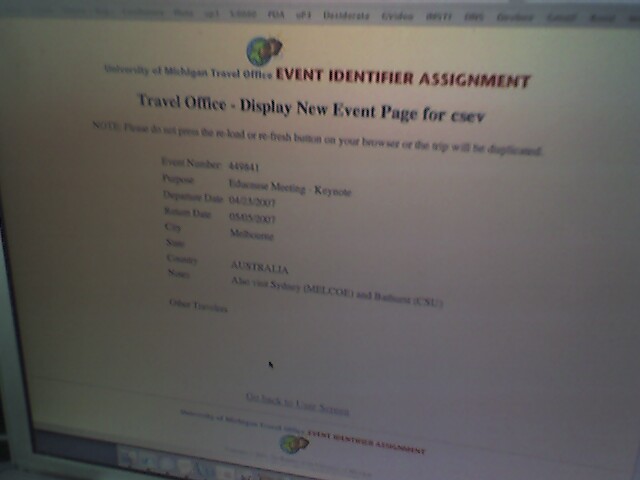 University of Michigan Travel Office EVENT IDENTIFIER ASSIGNMENT
Travel Office - Display New Event Page for csev
NOTE: Please do not press the re-load or re-fresh button on your browser or the trip will be duplicated.
Event Number: 449841
Purpose Educause Meeting - Keynote
Departure Date 04/23/2007
Return Date 05/05/2007
City Melbourne
State
Country AUSTRALIA
Notes Also visit Sydney (MELCOE) and Bathurst (CSU)
Other Travelers
Go back to User Screen
University of Michigan Travel Office EVENT IDENTIFIER ASSIGNMENT